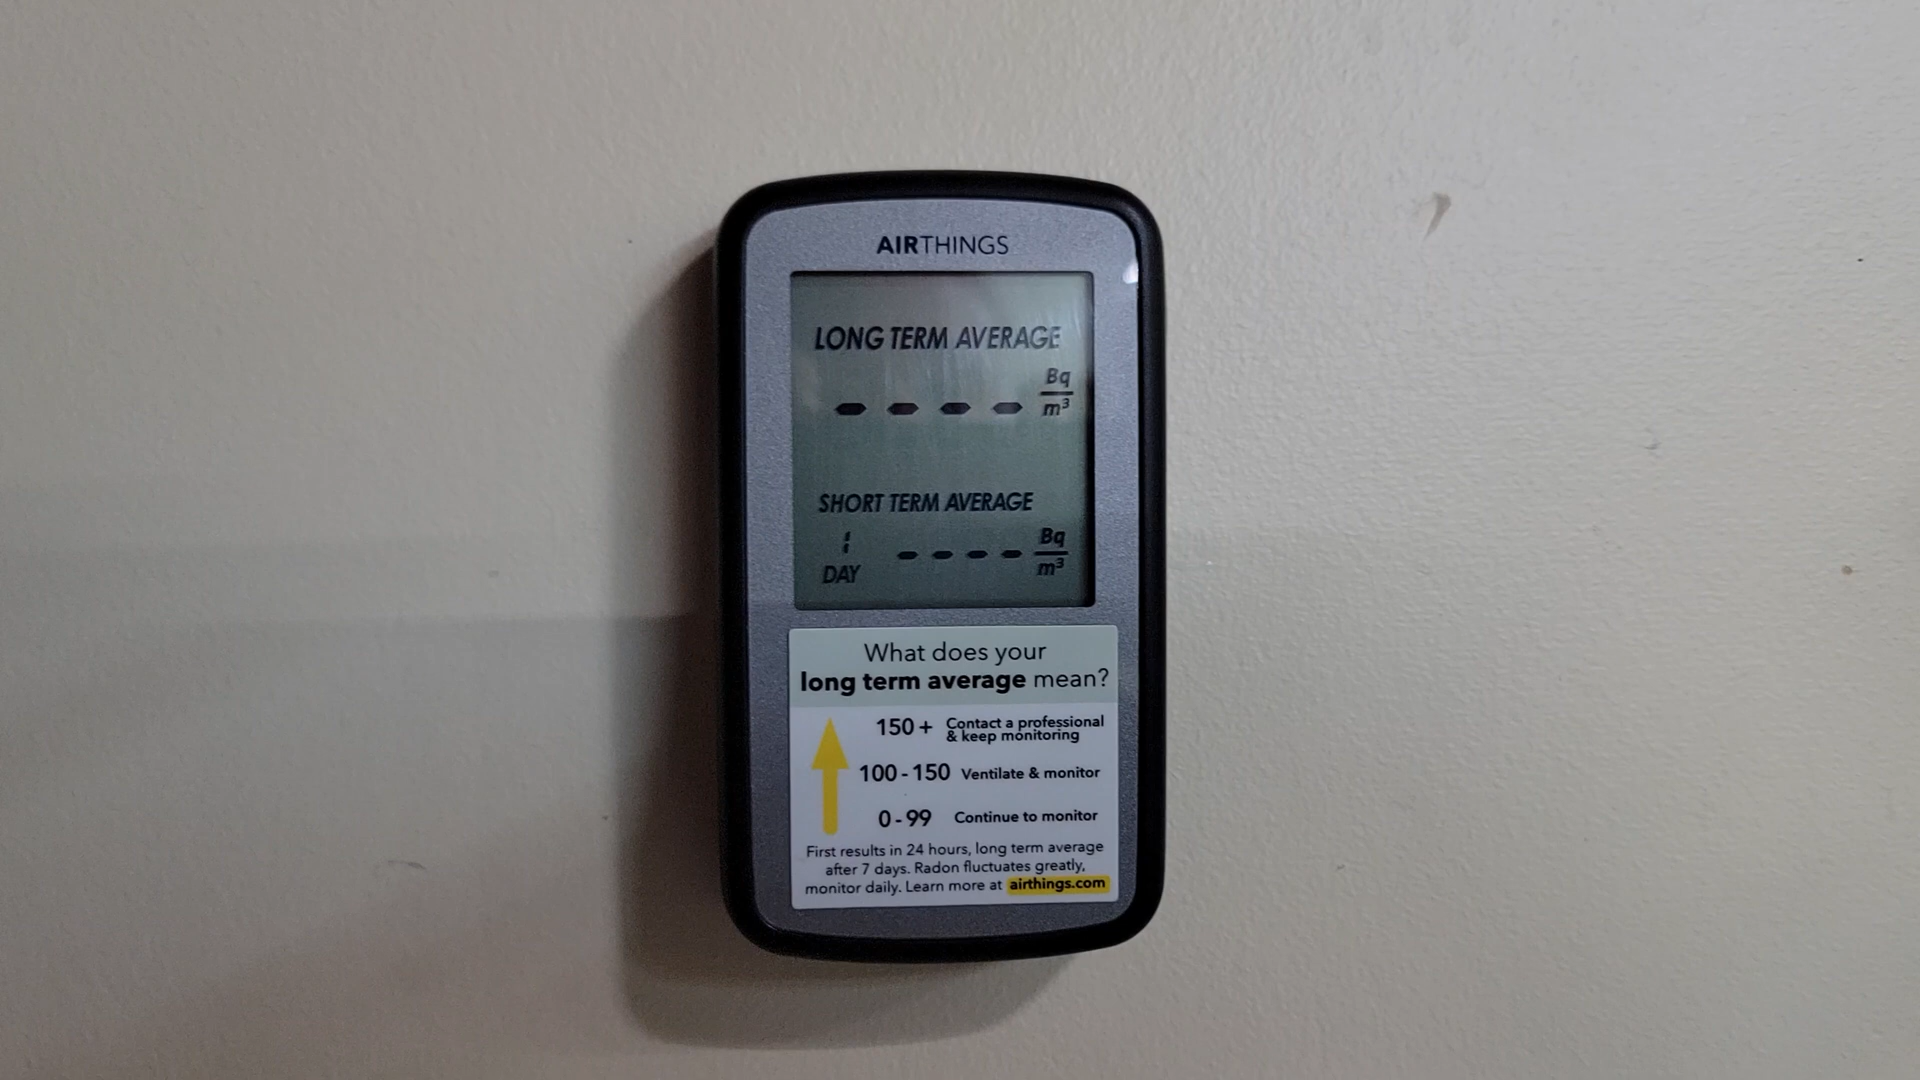 AIRTHINGS
LONG TERM AVERAGE
- - - - Bq/m³
SHORT TERM AVERAGE
1 DAY - - - - Bq/m³
What does your
long term average mean?
150+ Contact a professional
& keep monitoring
100-150 Ventilate & monitor
0-99 Continue to monitor
First results in 24 hours, long term average
after 7 days. Radon fluctuates greatly,
monitor daily. Learn more at airthings.com